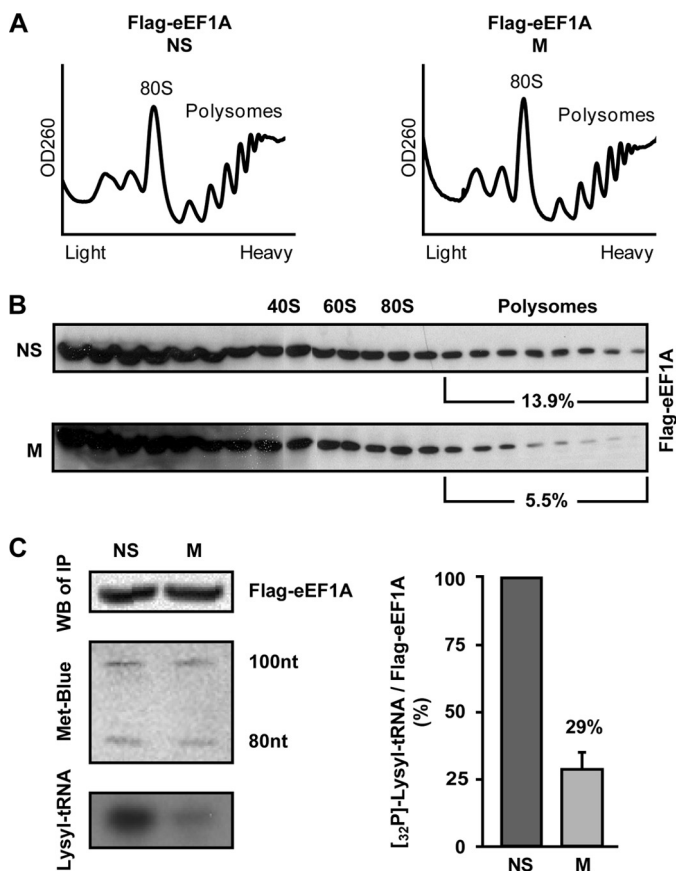 A
Flag-eEF1A
NS
Flag-eEF1A
M
80S
Polysomes
OD260
Light
Heavy
80S
Polysomes
OD260
Light
Heavy
B
40S 60S 80S Polysomes
NS
13.9%
M
5.5%
Flag-eEF1A
C
NS M
WB of IP
Flag-eEF1A
Met-Blue
100nt
80nt
Lysyl-tRNA
[32P]-Lysyl-tRNA / Flag-eEF1A
(%)
100
75
50
25
0
29%
NS M